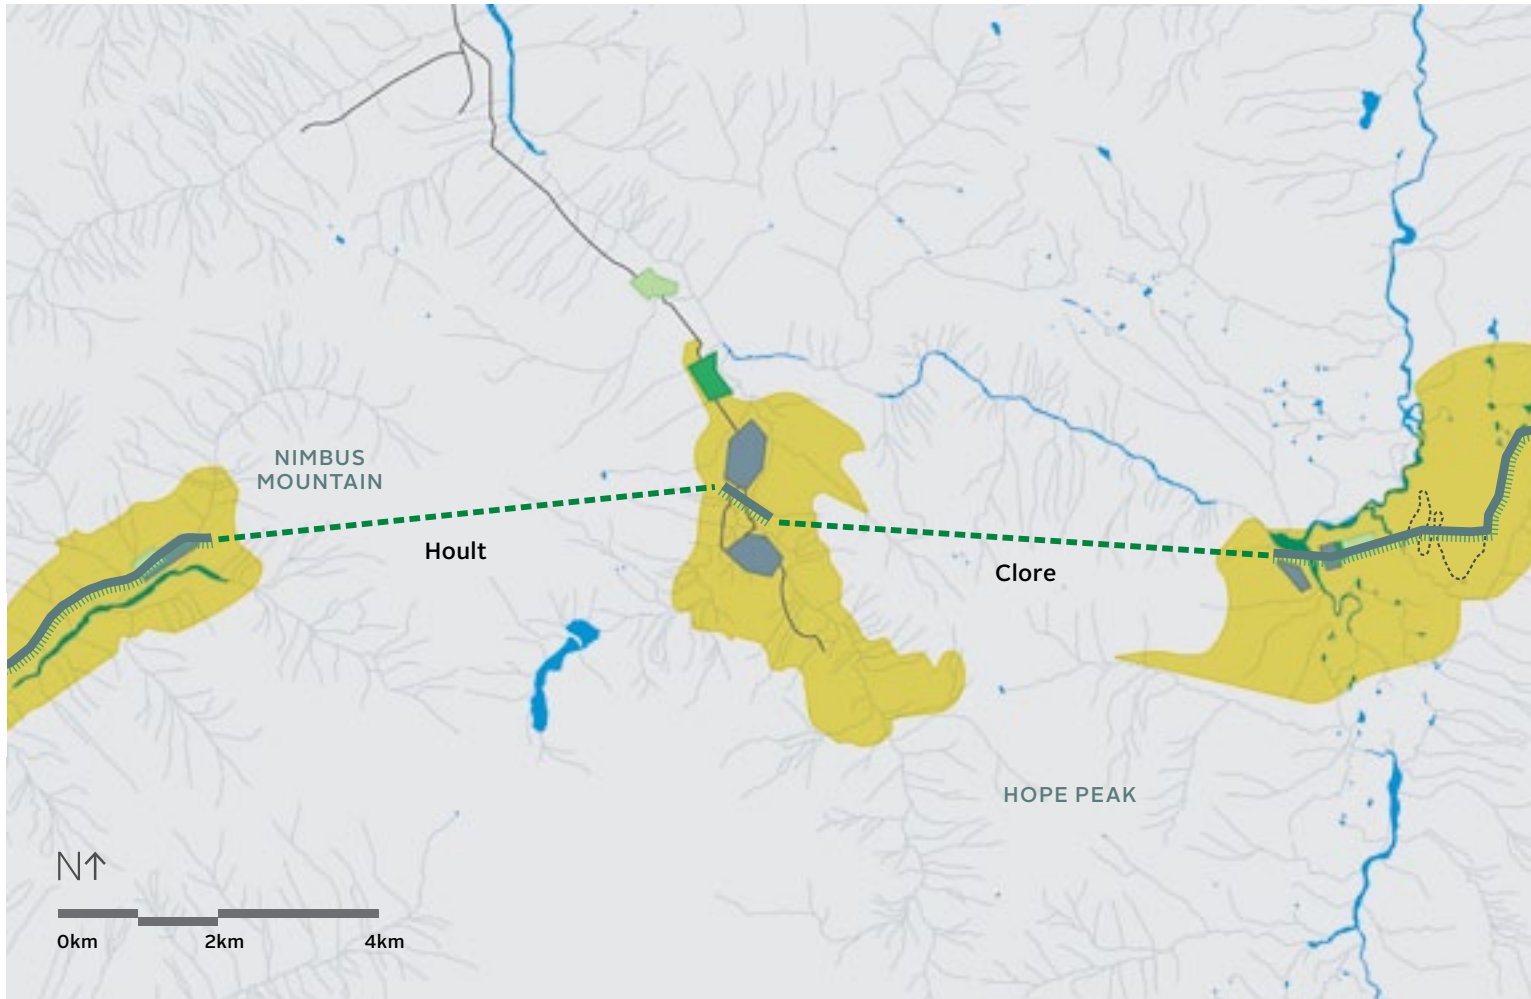 NIMBUS
MOUNTAIN
Hoult
Clore
HOPE PEAK
N↑
0km 2km 4km